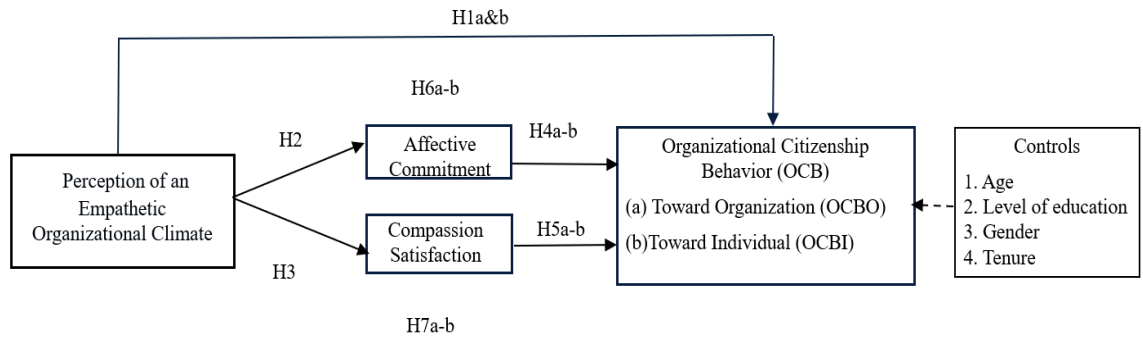 H1a&b
H6a-b
H2
H4a-b
Affective
Commitment
Perception of an
Empathetic
Organizational Climate
Organizational Citizenship
Behavior (OCB)
(a) Toward Organization (OCBO)
(b)Toward Individual (OCBI)
Controls
1. Age
2. Level of education
3. Gender
4. Tenure
Compassion
Satisfaction
H5a-b
H3
H7a-b